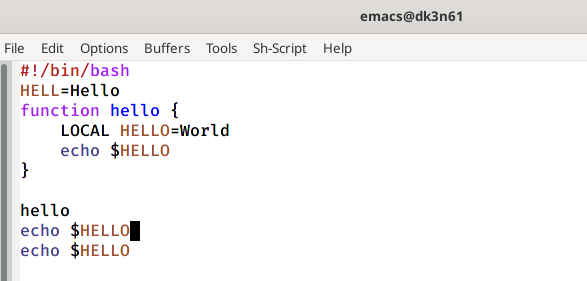 emacs@dk3n61
File Edit Options Buffers Tools Sh-Script Help
#!/bin/bash
HELL=Hello
function hello {
    LOCAL HELLO=World
    echo $HELLO
}
hello
echo $HELLO
echo $HELLO